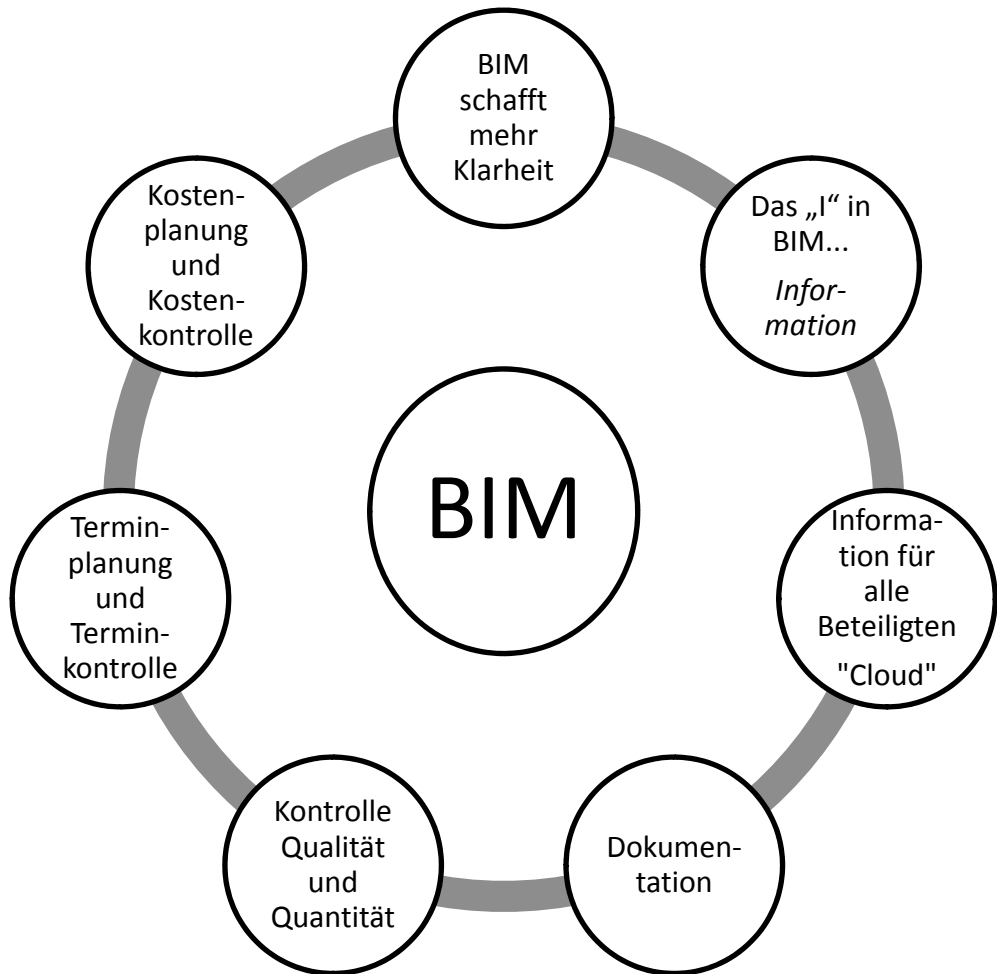 BIM
schafft
mehr
Klarheit
Das „I“ in
BIM...
Infor-
mation
Informa-
tion für
alle
Beteiligten
"Cloud"
Dokumen-
tation
Kontrolle
Qualität
und
Quantität
Termin-
planung
und
Termin-
kontrolle
Kosten-
planung
und
Kosten-
kontrolle
BIM